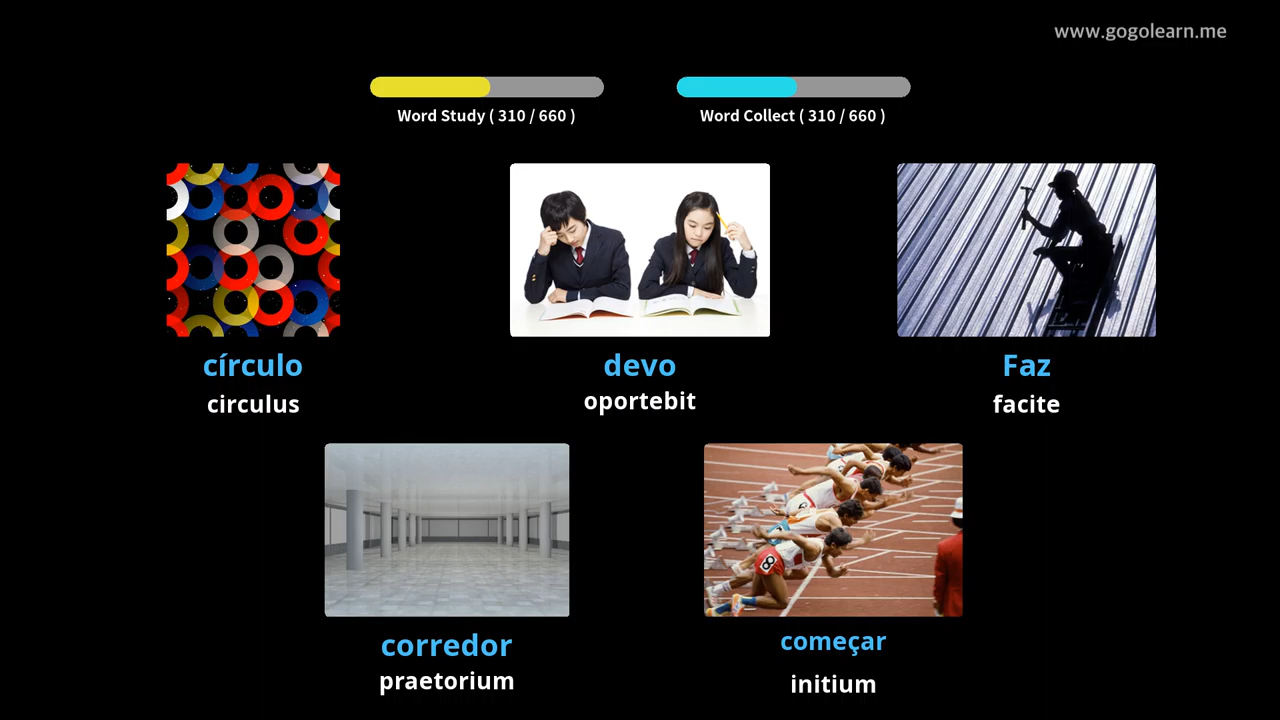 www.gogolearn.me
Word Study ( 310 / 660 )
Word Collect ( 310 / 660 )
círculo
circulus
devo
oportebit
Faz
facite
corredor
praetorium
começar
initium